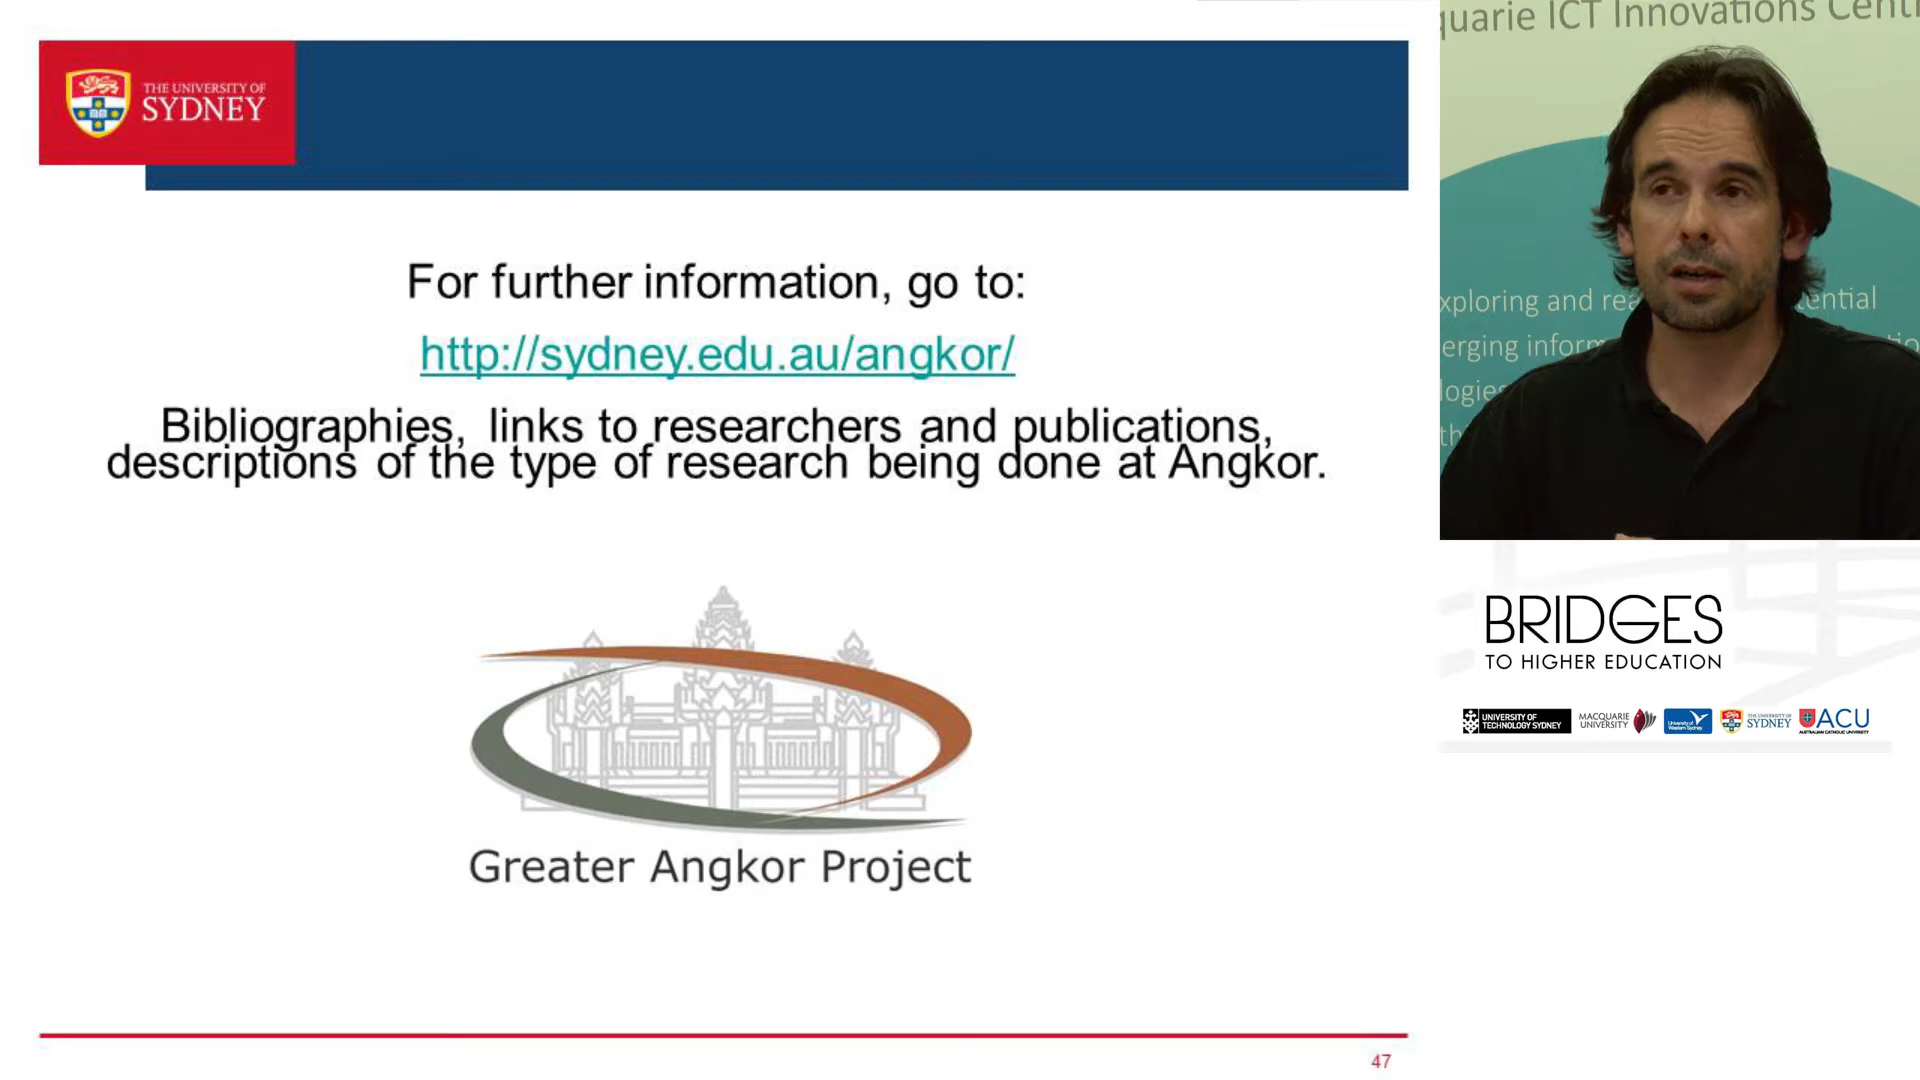 THE UNIVERSITY OF
SYDNEY
For further information, go to:
http://sydney.edu.au/angkor/
Bibliographies, links to researchers and publications,
descriptions of the type of research being done at Angkor.
Greater Angkor Project
47
quarie ICT Innovations Cent
xploring and rea
ential
erging inform
logies
th
BRIDGES
TO HIGHER EDUCATION
UNIVERSITY OF
TECHNOLOGY SYDNEY
MACQUARIE
UNIVERSITY
University of
Western Sydney
THE UNIVERSITY OF
SYDNEY
ACU
AUSTRALIAN CATHOLIC UNIVERSITY